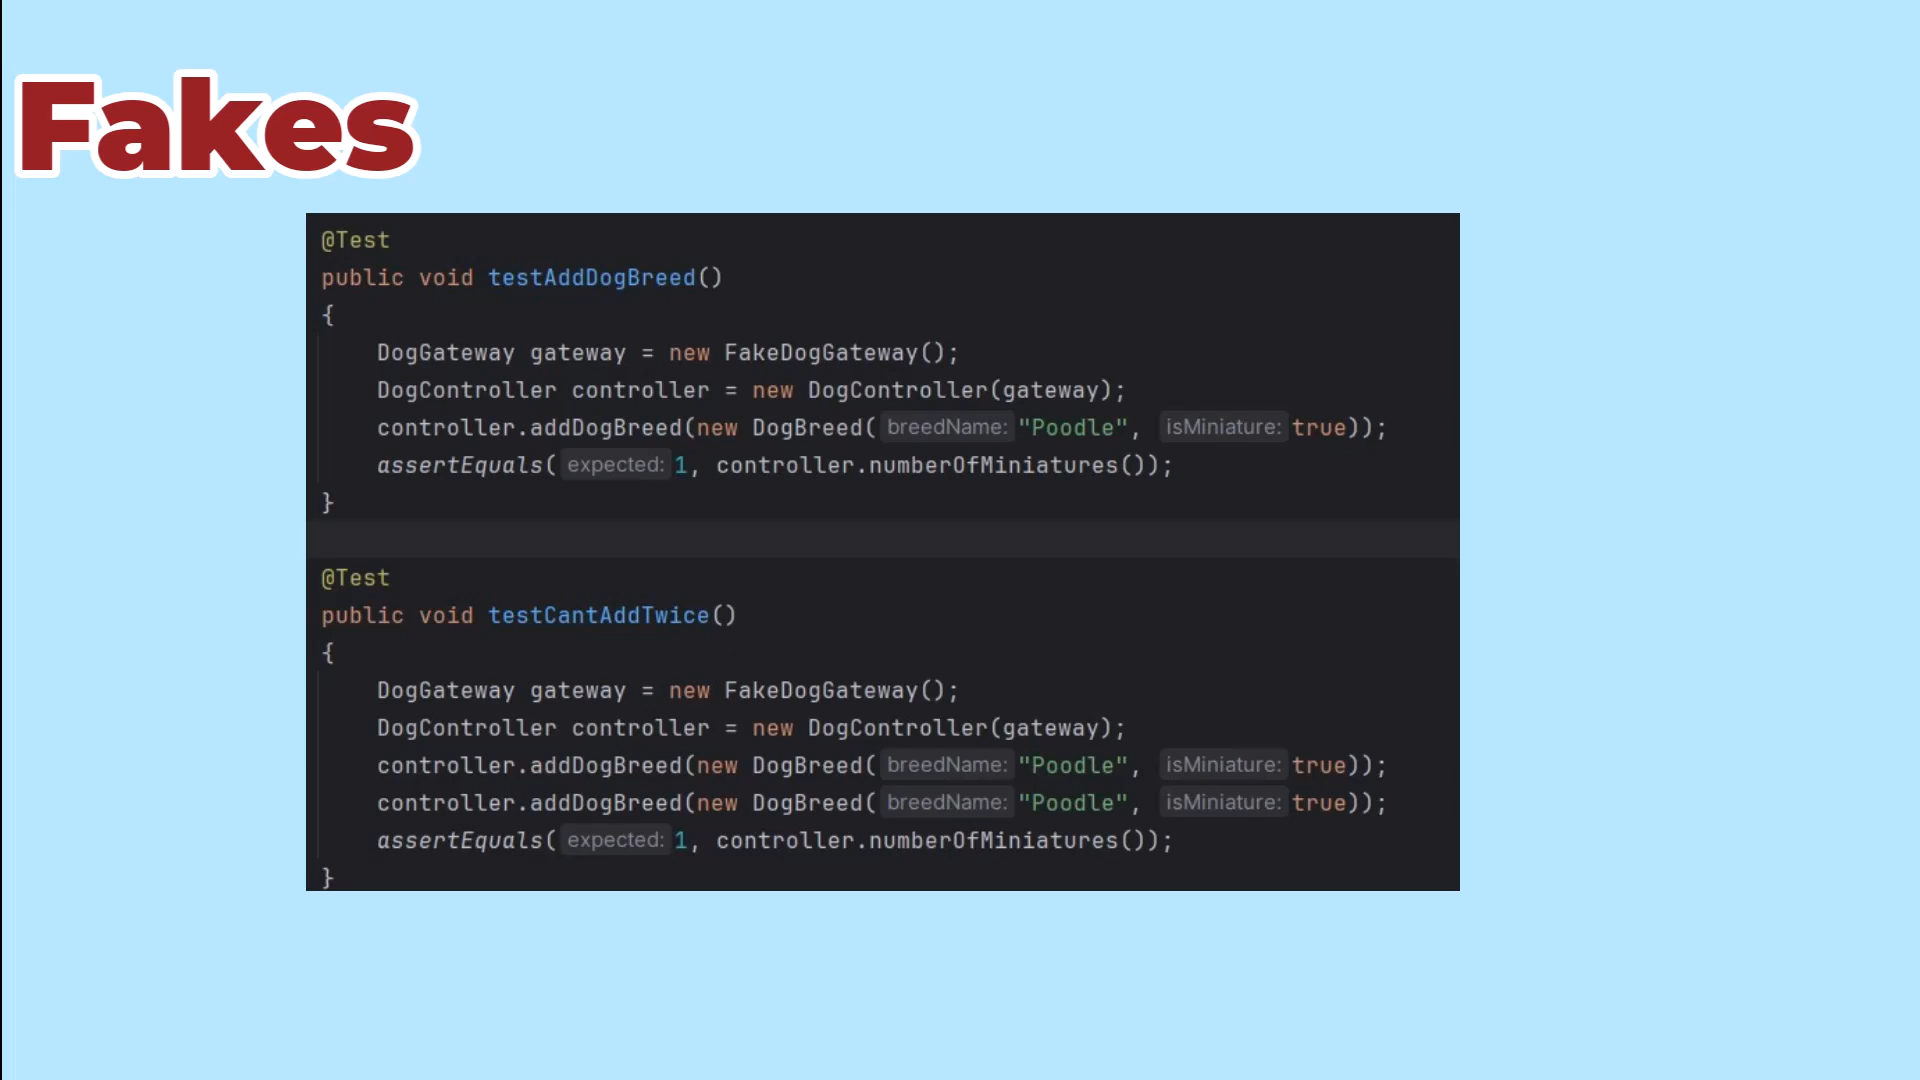 Fakes
@Test
public void testAddDogBreed()
{
DogGateway gateway = new FakeDogGateway();
DogController controller = new DogController(gateway);
controller.addDogBreed(new DogBreed( breedName: "Poodle", isMiniature: true));
assertEquals( expected: 1, controller.numberOfMiniatures());
}
@Test
public void testCantAddTwice()
{
DogGateway gateway = new FakeDogGateway();
DogController controller = new DogController(gateway);
controller.addDogBreed(new DogBreed( breedName: "Poodle", isMiniature: true));
controller.addDogBreed(new DogBreed( breedName: "Poodle", isMiniature: true));
assertEquals( expected: 1, controller.numberOfMiniatures());
}